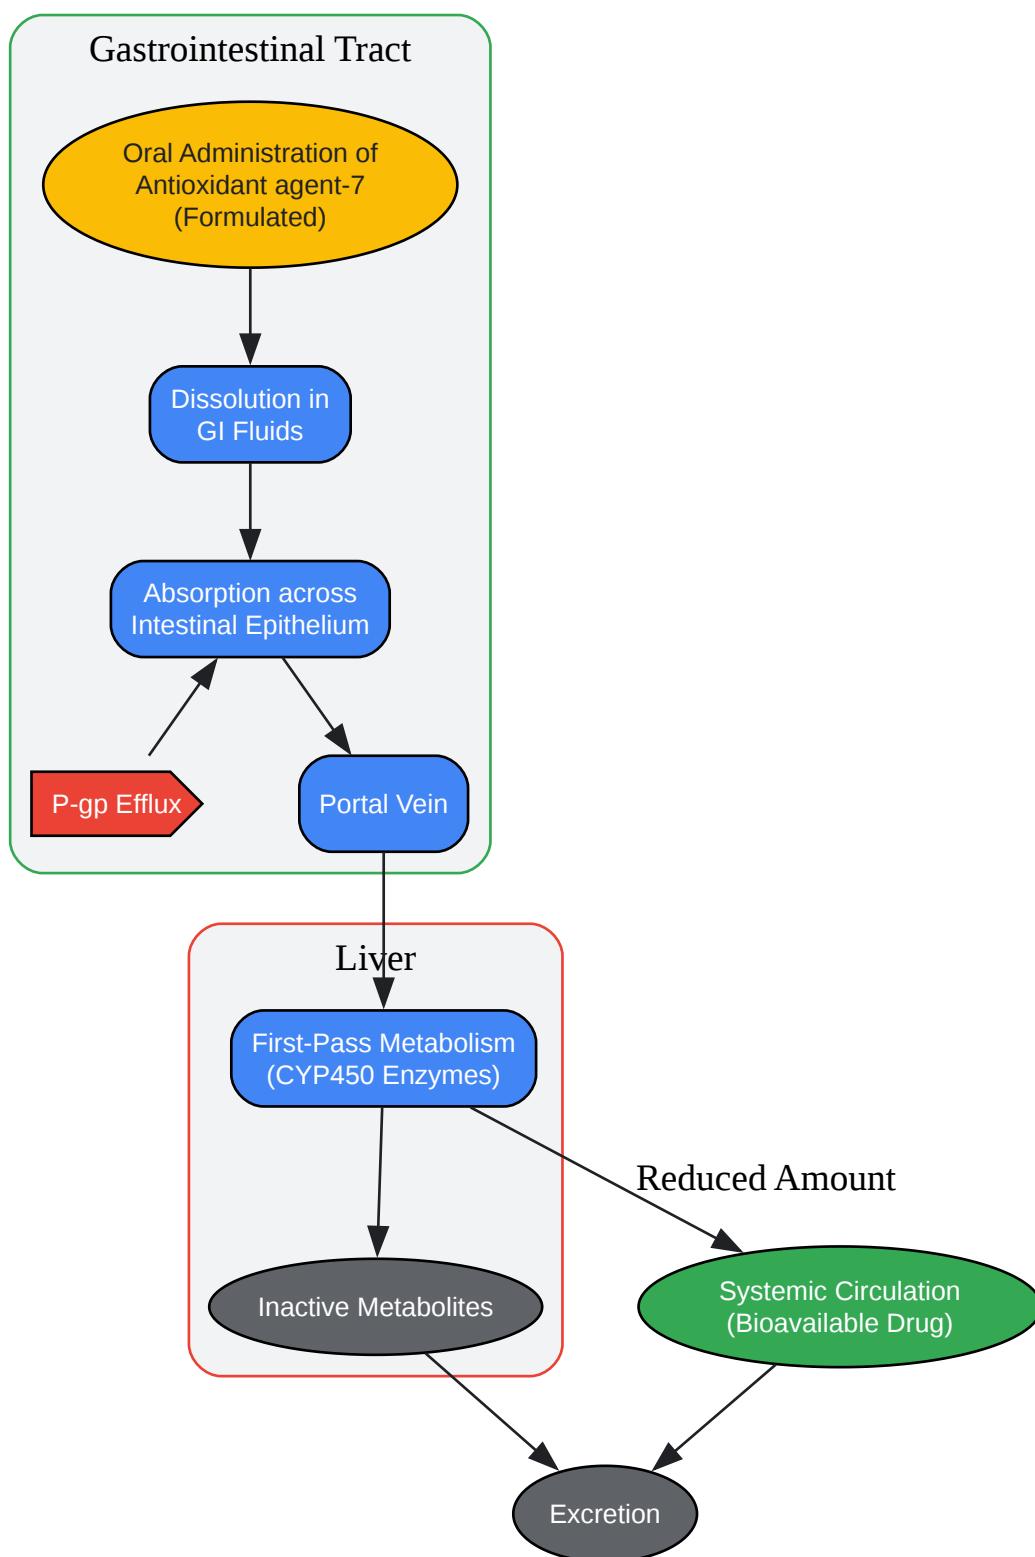 Gastrointestinal Tract
Oral Administration of
Antioxidant agent-7
(Formulated)
Dissolution in
GI Fluids
Absorption across
Intestinal Epithelium
P-gp Efflux
Portal Vein
Liver
First-Pass Metabolism
(CYP450 Enzymes)
Reduced Amount
Inactive Metabolites
Systemic Circulation
(Bioavailable Drug)
Excretion